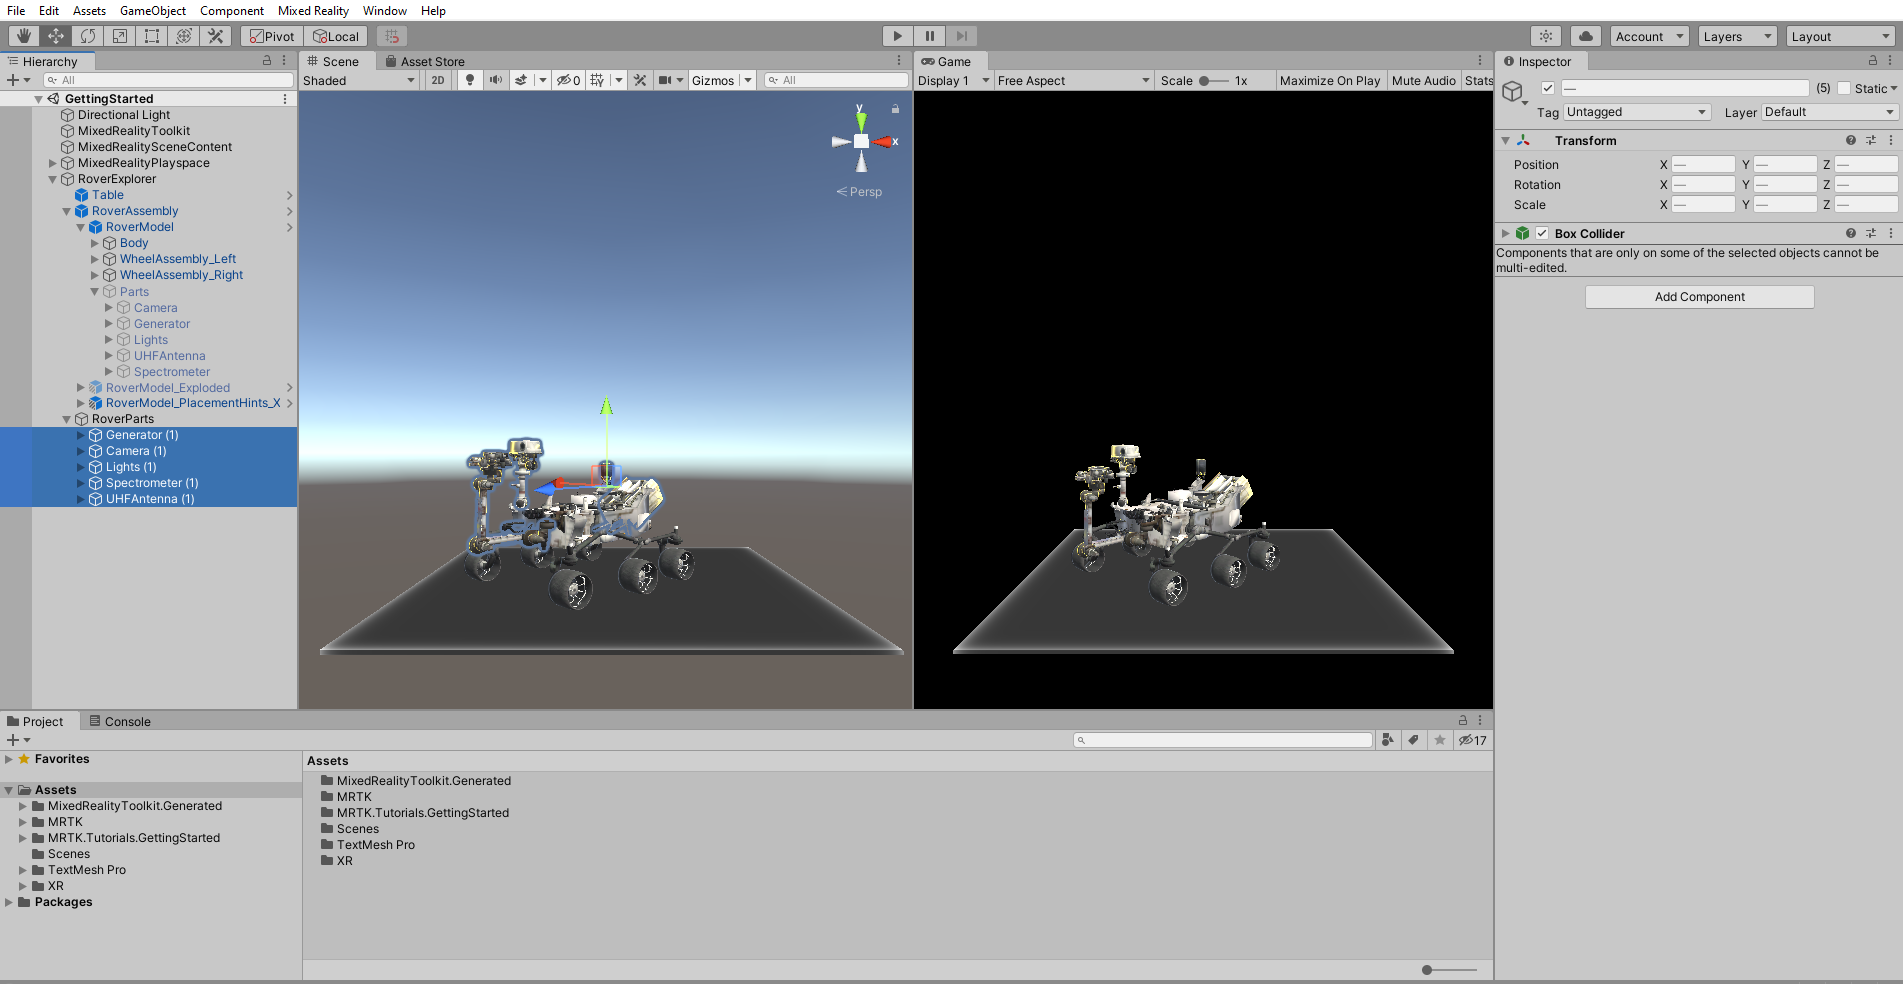 File Edit Assets GameObject Component Mixed Reality Window Help
Pivot Local Account Layers Layout
Hierarchy
All
GettingStarted
Directional Light
MixedRealityToolkit
MixedRealitySceneContent
MixedRealityPlayspace
RoverExplorer
Table
RoverAssembly
RoverModel
Body
WheelAssembly_Left
WheelAssembly_Right
Parts
Camera
Generator
Lights
UHFAntenna
Spectrometer
RoverModel_Exploded
RoverModel_PlacementHints_X
RoverParts
Generator (1)
Camera (1)
Lights (1)
Spectrometer (1)
UHFAntenna (1)
Scene Asset Store
Shaded 2D 0 Gizmos All
y
x
Persp
Game
Display 1 Free Aspect Scale 1x Maximize On Play Mute Audio Stats
Inspector
— (5) Static
Tag Untagged Layer Default
Transform
Position X — Y — Z —
Rotation X — Y — Z —
Scale X — Y — Z —
Box Collider
Components that are only on some of the selected objects cannot be
multi-edited.
Add Component
Project Console
17
Favorites
Assets
MixedRealityToolkit.Generated
MRTK
MRTK.Tutorials.GettingStarted
Scenes
TextMesh Pro
XR
Packages
Assets
MixedRealityToolkit.Generated
MRTK
MRTK.Tutorials.GettingStarted
Scenes
TextMesh Pro
XR